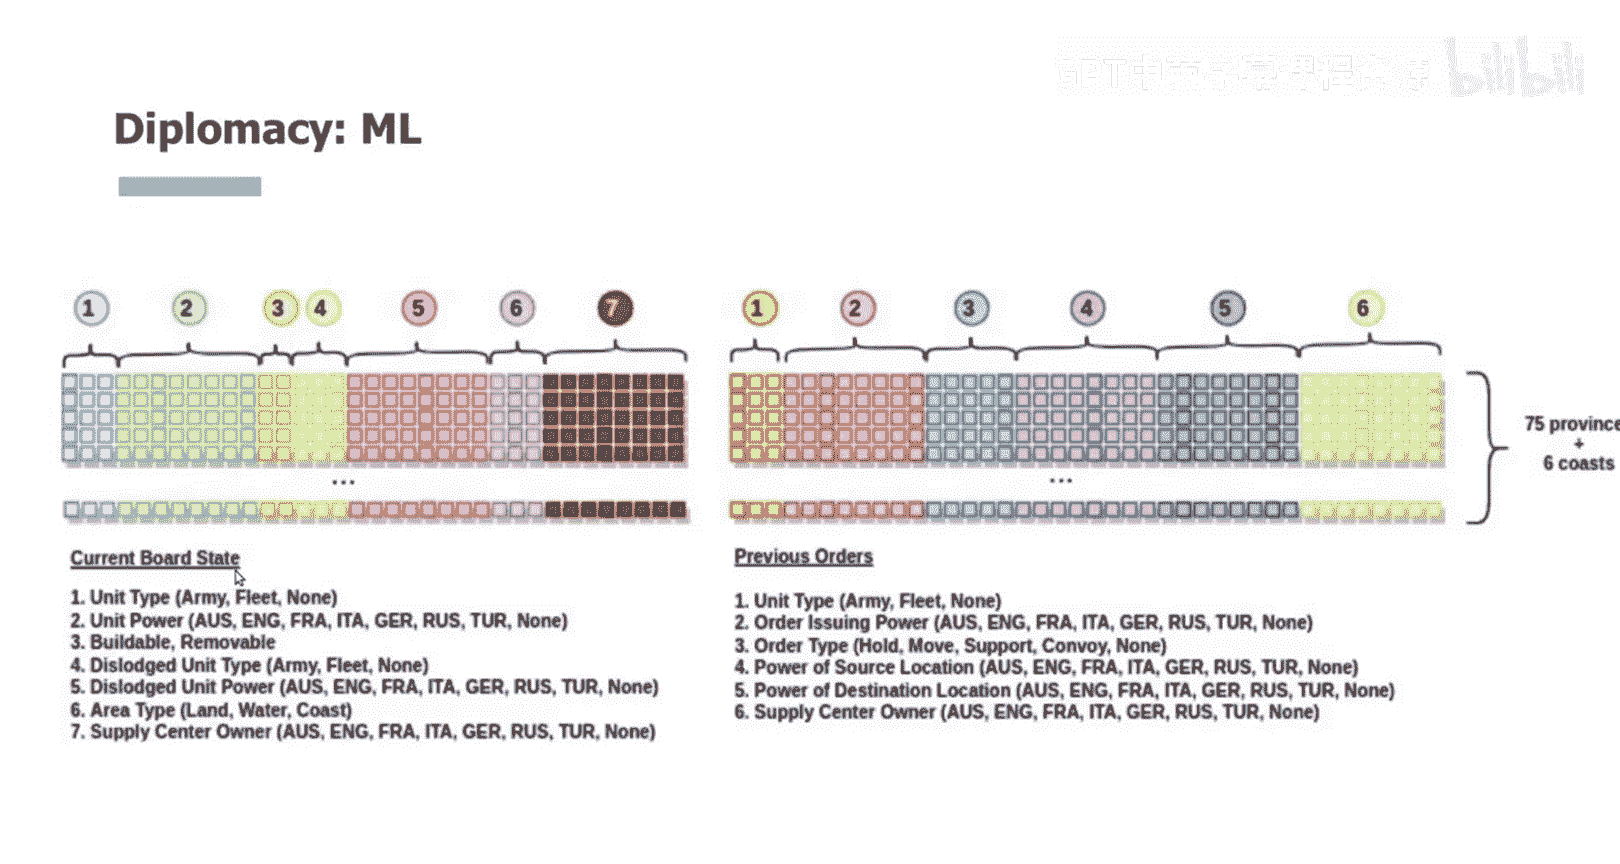 bilibili
Diplomacy: ML
1 2 3 4 5 6 7
1 2 3 4 5 6
75 province
+
6 coasts
...
...
Current Board State
1. Unit Type (Army, Fleet, None)
2. Unit Power (AUS, ENG, FRA, ITA, GER, RUS, TUR, None)
3. Buildable, Removable
4. Dislodged Unit Type (Army, Fleet, None)
5. Dislodged Unit Power (AUS, ENG, FRA, ITA, GER, RUS, TUR, None)
6. Area Type (Land, Water, Coast)
7. Supply Center Owner (AUS, ENG, FRA, ITA, GER, RUS, TUR, None)
Previous Orders
1. Unit Type (Army, Fleet, None)
2. Order Issuing Power (AUS, ENG, FRA, ITA, GER, RUS, TUR, None)
3. Order Type (Hold, Move, Support, Convoy, None)
4. Power of Source Location (AUS, ENG, FRA, ITA, GER, RUS, TUR, None)
5. Power of Destination Location (AUS, ENG, FRA, ITA, GER, RUS, TUR, None)
6. Supply Center Owner (AUS, ENG, FRA, ITA, GER, RUS, TUR, None)